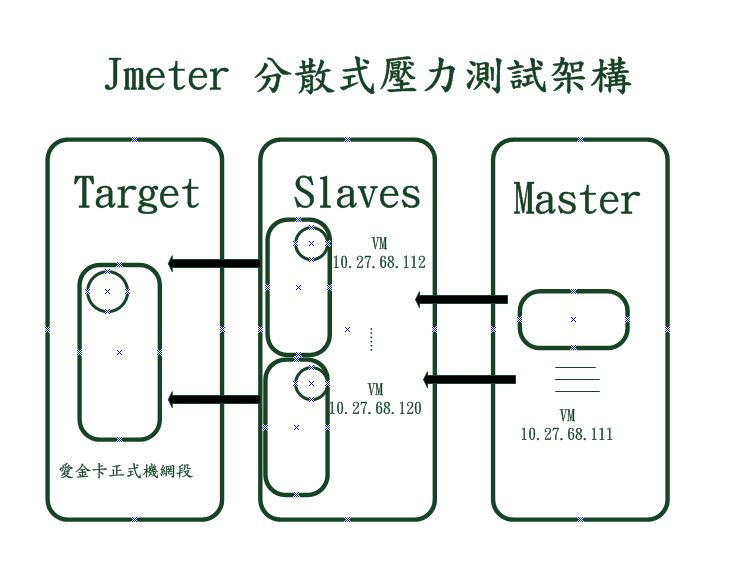 Jmeter 分散式壓力測試架構
Target
Slaves
Master
VM
10.27.68.112
VM
10.27.68.120
VM
10.27.68.111
愛金卡正式機網段